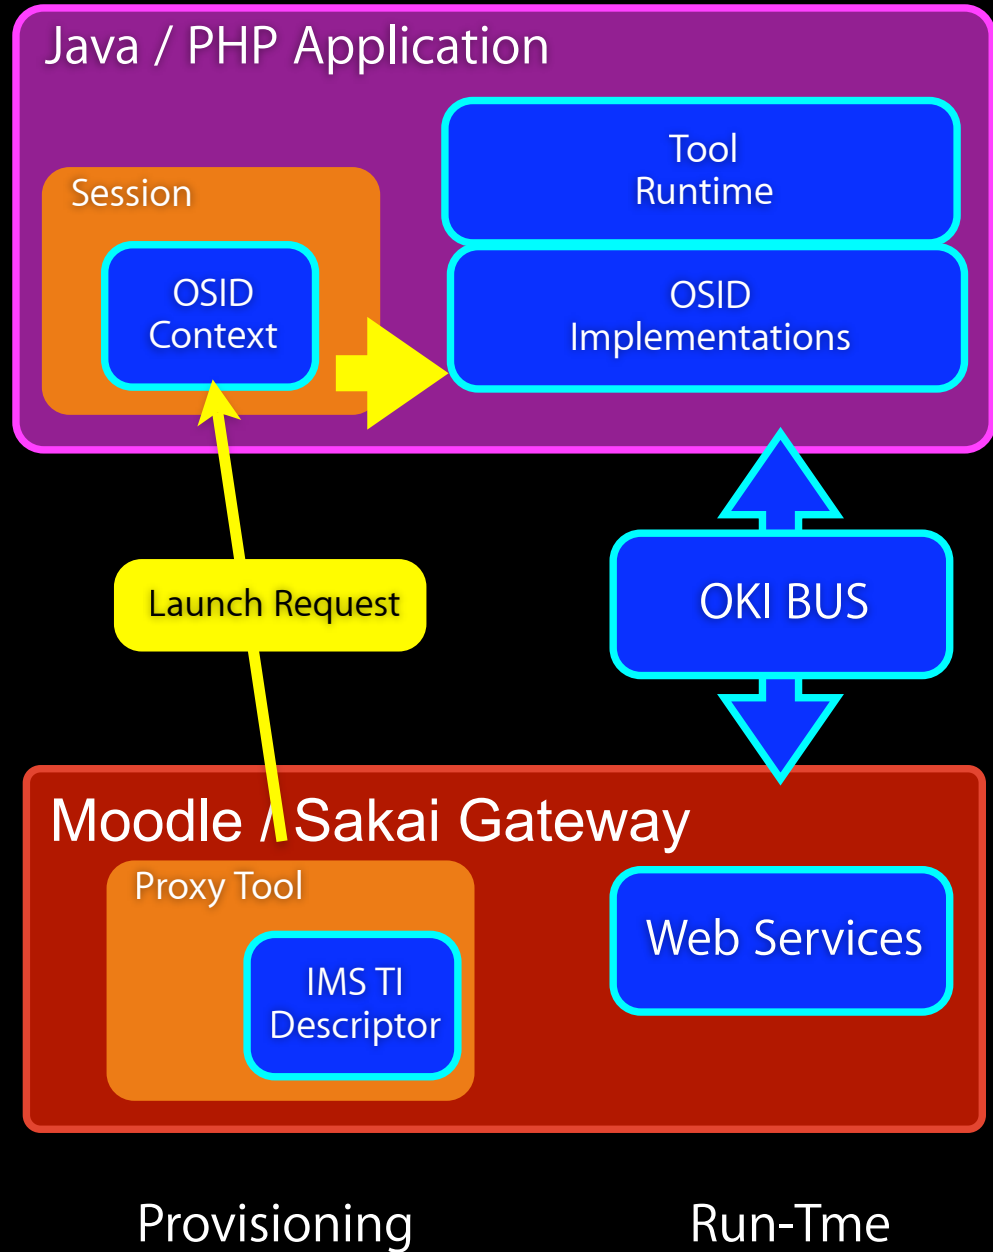 Java / PHP Application
Tool
Runtime
Session
OSID
Context
OSID
Implementations
Launch Request
OKI BUS
Moodle / Sakai Gateway
Proxy Tool
Web Services
IMS TI
Descriptor
Provisioning
Run-Tme